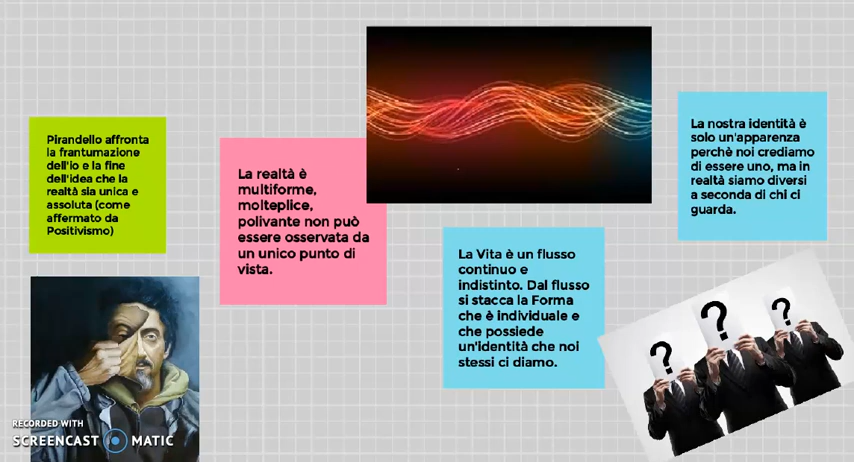 Pirandello affronta
la frantumazione
dell'Io e la fine
dell'idea che la
realtà sia unica e
assoluta (come
affermato da
Positivismo)
La realtà è
multiforme,
molteplice,
polivante non può
essere osservata da
un unico punto di
vista.
La Vita è un flusso
continuo e
indistinto. Dal flusso
si stacca la Forma
che è individuale e
che possiede
un'identità che noi
stessi ci diamo.
La nostra identità è
solo un'apparenza
perchè noi crediamo
di essere uno, ma in
realtà siamo diversi
a seconda di chi ci
guarda.
? ? ?
RECORDED WITH
SCREENCAST MATIC